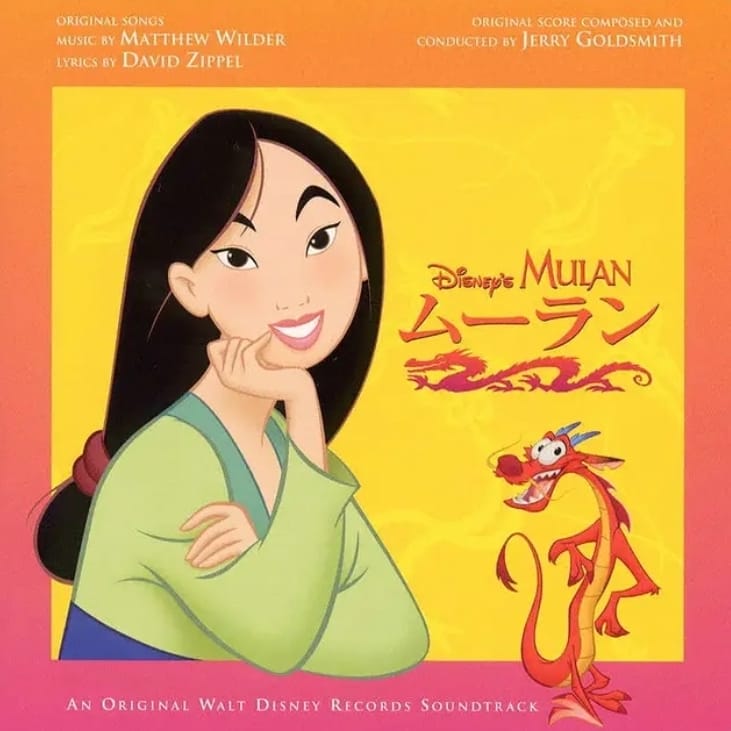 ORIGINAL SONGS
MUSIC BY MATTHEW WILDER
LYRICS BY DAVID ZIPPEL
ORIGINAL SCORE COMPOSED AND
CONDUCTED BY JERRY GOLDSMITH
DISNEY'S MULAN
ムーラン
AN ORIGINAL WALT DISNEY RECORDS SOUNDTRACK